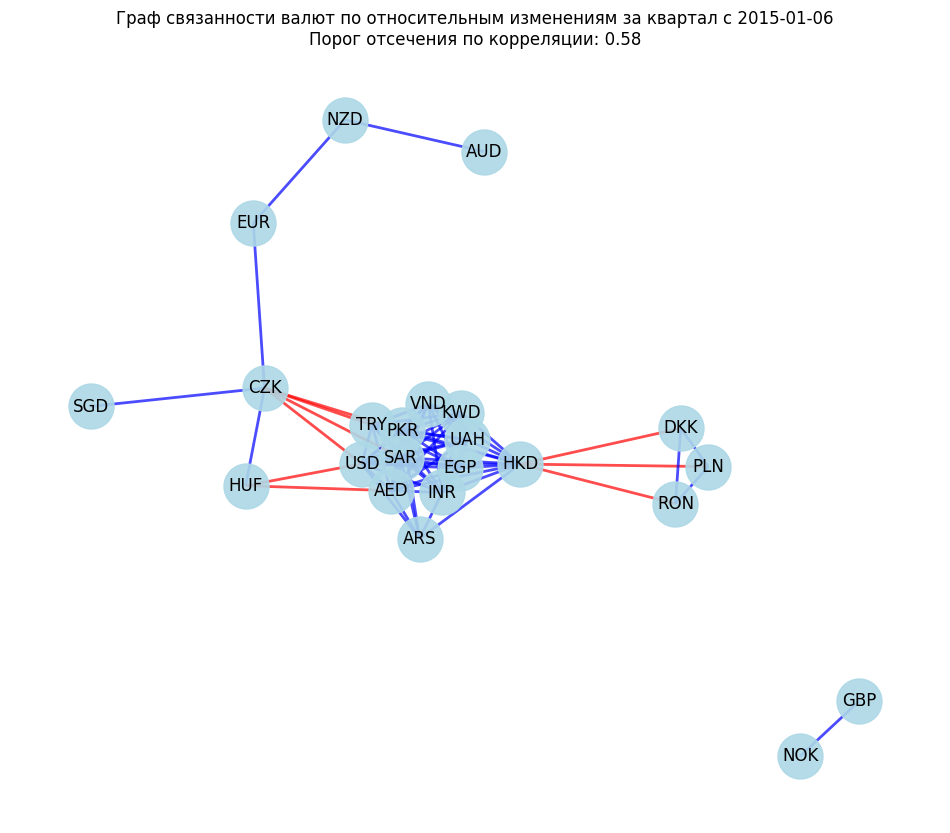 Граф связанности валют по относительным изменениям за квартал с 2015-01-06
Порог отсечения по корреляции: 0.58
NZD
AUD
EUR
CZK
SGD
VND
KWD
TRY
PKR
DKK
UAH
SAR
USD
EGP
HKD
PLN
HUF
AED
INR
RON
ARS
GBP
NOK